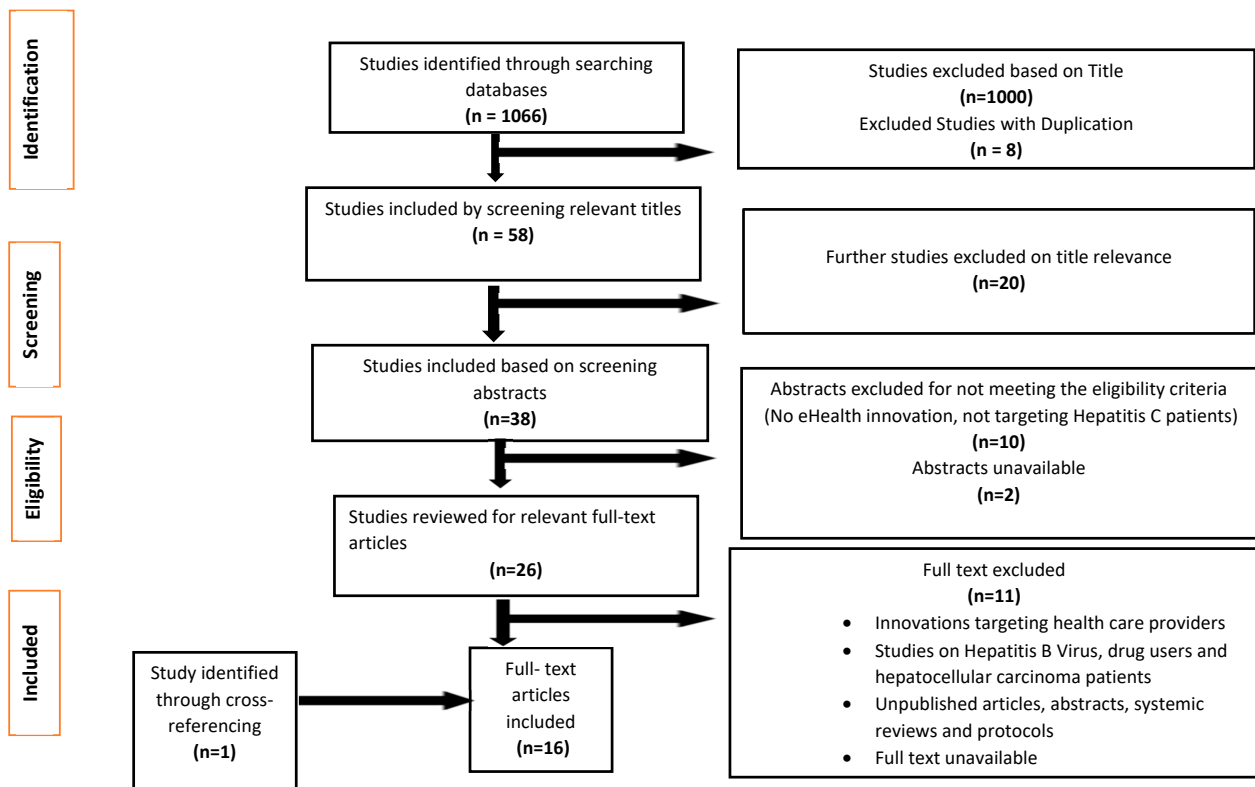 Identification
Studies identified through searching
databases
(n = 1066)
Studies excluded based on Title
(n=1000)
Excluded Studies with Duplication
(n = 8)
Studies included by screening relevant titles
(n = 58)
Screening
Further studies excluded on title relevance
(n=20)
Studies included based on screening
abstracts
(n=38)
Eligibility
Abstracts excluded for not meeting the eligibility criteria
(No eHealth innovation, not targeting Hepatitis C patients)
(n=10)
Abstracts unavailable
(n=2)
Studies reviewed for relevant full-text
articles
(n=26)
Included
Full text excluded
(n=11)
• Innovations targeting health care providers
• Studies on Hepatitis B Virus, drug users and
hepatocellular carcinoma patients
• Unpublished articles, abstracts, systemic
reviews and protocols
• Full text unavailable
Study identified
through cross-
referencing
(n=1)
Full- text
articles
included
(n=16)